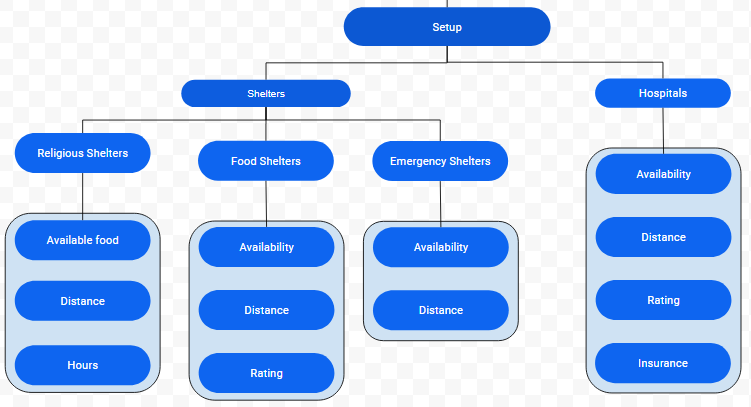 Setup
Shelters
Hospitals
Religious Shelters
Food Shelters
Emergency Shelters
Available food
Distance
Hours
Availability
Distance
Rating
Availability
Distance
Availability
Distance
Rating
Insurance